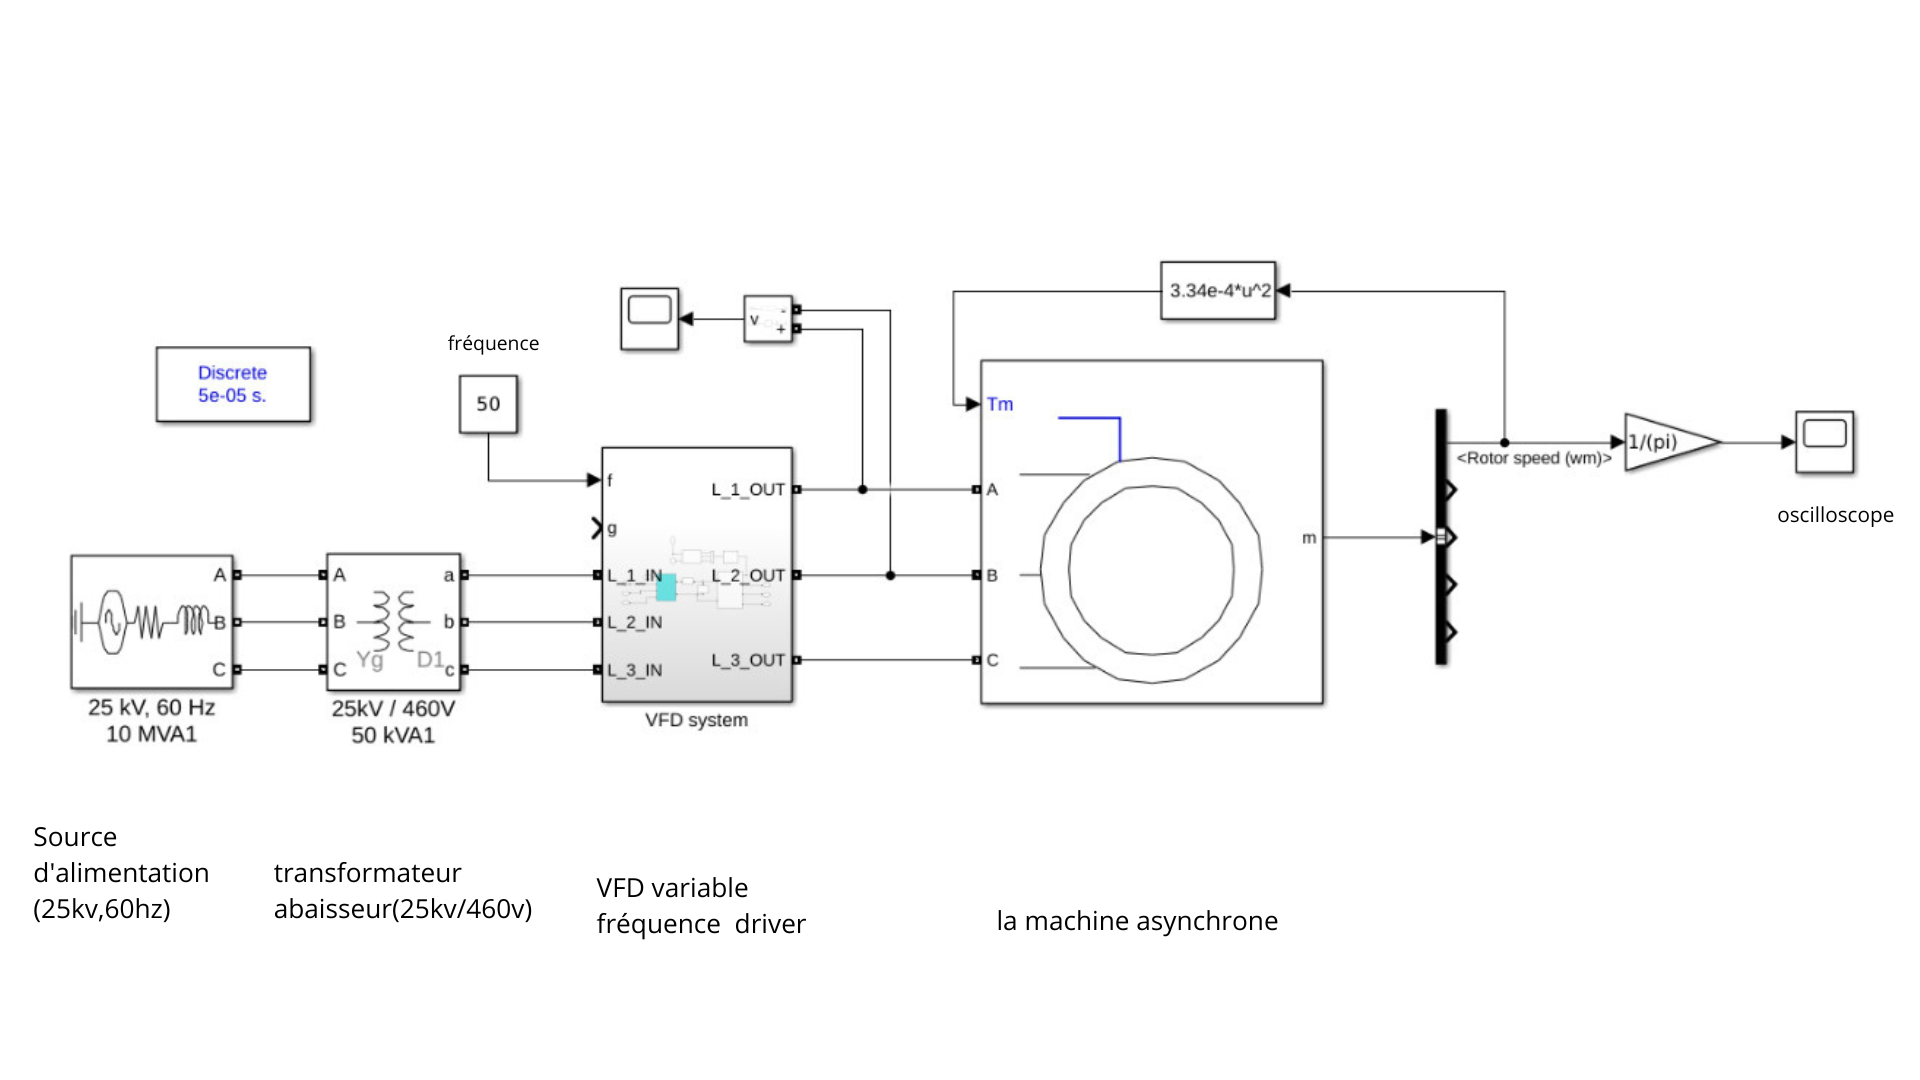 3.34e-4*u^2
v
-
+
fréquence
Discrete
5e-05 s.
50
Tm
1/(pi)
<Rotor speed (wm)>
f
L_1_OUT
A
g
oscilloscope
m
A
A
a
L_1_IN
L_2_OUT
B
B
B
b
L_2_IN
Yg
D1
C
C
c
L_3_IN
L_3_OUT
C
25 kV, 60 Hz
10 MVA1
25kV / 460V
50 kVA1
VFD system
Source
d'alimentation
(25kv,60hz)
transformateur
abaisseur(25kv/460v)
VFD variable
fréquence  driver
la machine asynchrone